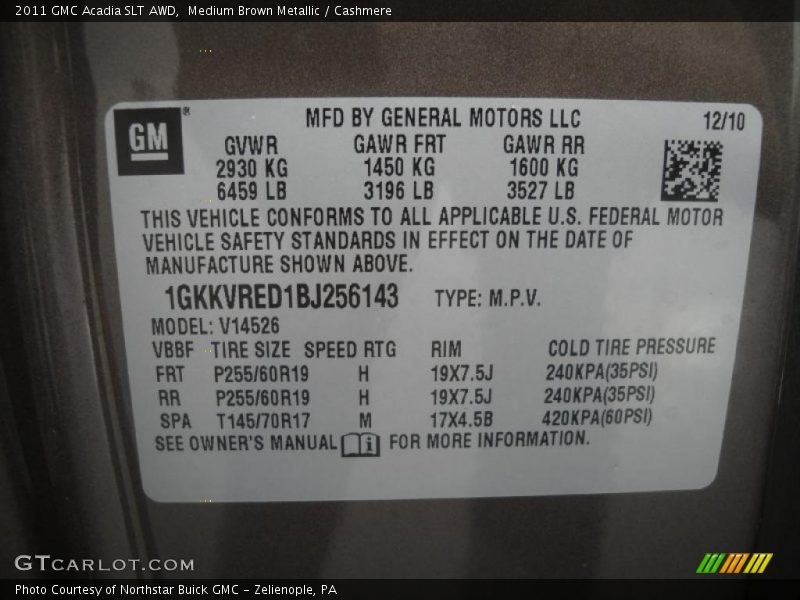 2011 GMC Acadia SLT AWD,  Medium Brown Metallic / Cashmere
GM®
MFD BY GENERAL MOTORS LLC 12/10
GVWR GAWR FRT GAWR RR
2930 KG 1450 KG 1600 KG
6459 LB 3196 LB 3527 LB
THIS VEHICLE CONFORMS TO ALL APPLICABLE U.S. FEDERAL MOTOR
VEHICLE SAFETY STANDARDS IN EFFECT ON THE DATE OF
MANUFACTURE SHOWN ABOVE.
1GKKVRED1BJ256143 TYPE: M.P.V.
MODEL: V14526
VBBF TIRE SIZE SPEED RTG RIM COLD TIRE PRESSURE
FRT P255/60R19 H 19X7.5J 240KPA(35PSI)
RR P255/60R19 H 19X7.5J 240KPA(35PSI)
SPA T145/70R17 M 17X4.5B 420KPA(60PSI)
SEE OWNER'S MANUAL i FOR MORE INFORMATION.
GTCARLOT.COM
Photo Courtesy of Northstar Buick GMC - Zelienople, PA